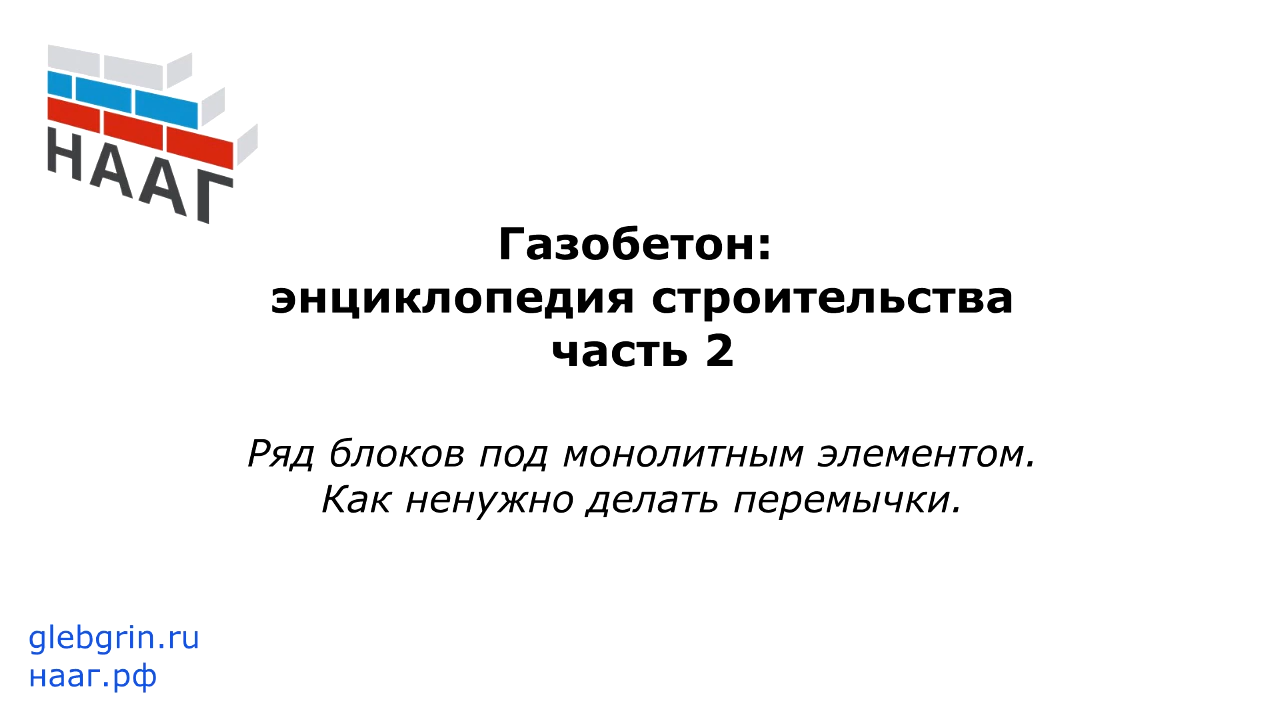 НААГ
Газобетон:
энциклопедия строительства
часть 2
Ряд блоков под монолитным элементом.
Как ненужно делать перемычки.
glebgrin.ru
нааг.рф